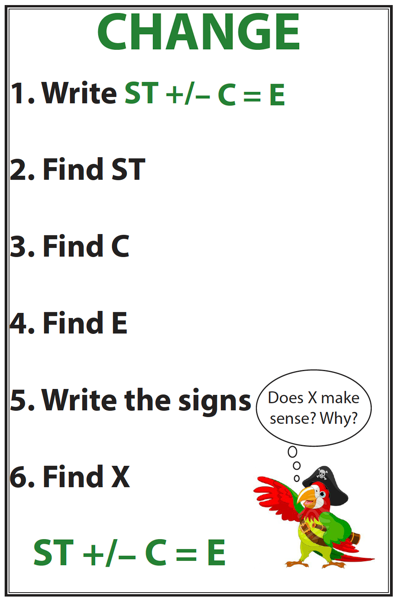 CHANGE
1. Write ST +/− C = E
2. Find ST
3. Find C
4. Find E
5. Write the signs
Does X make
sense? Why?
6. Find X
ST +/− C = E